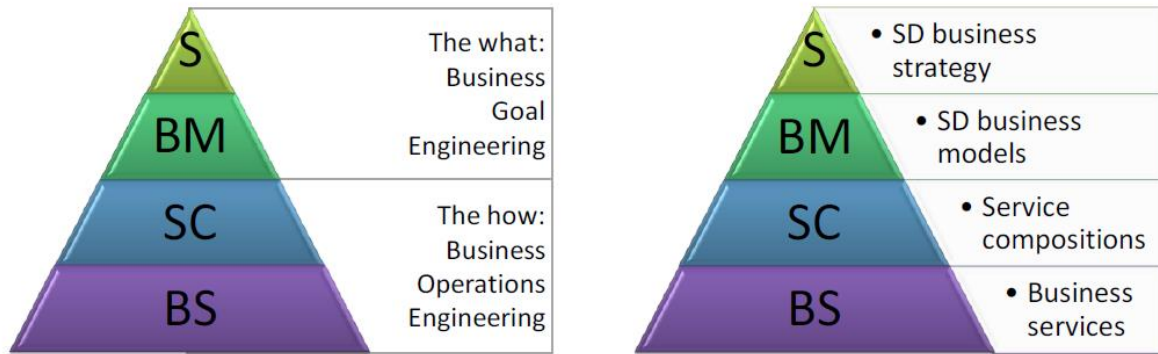 S
BM
SC
BS
The what:
Business
Goal
Engineering
The how:
Business
Operations
Engineering
S
BM
SC
BS
• SD business
strategy
• SD business
models
• Service
compositions
• Business
services